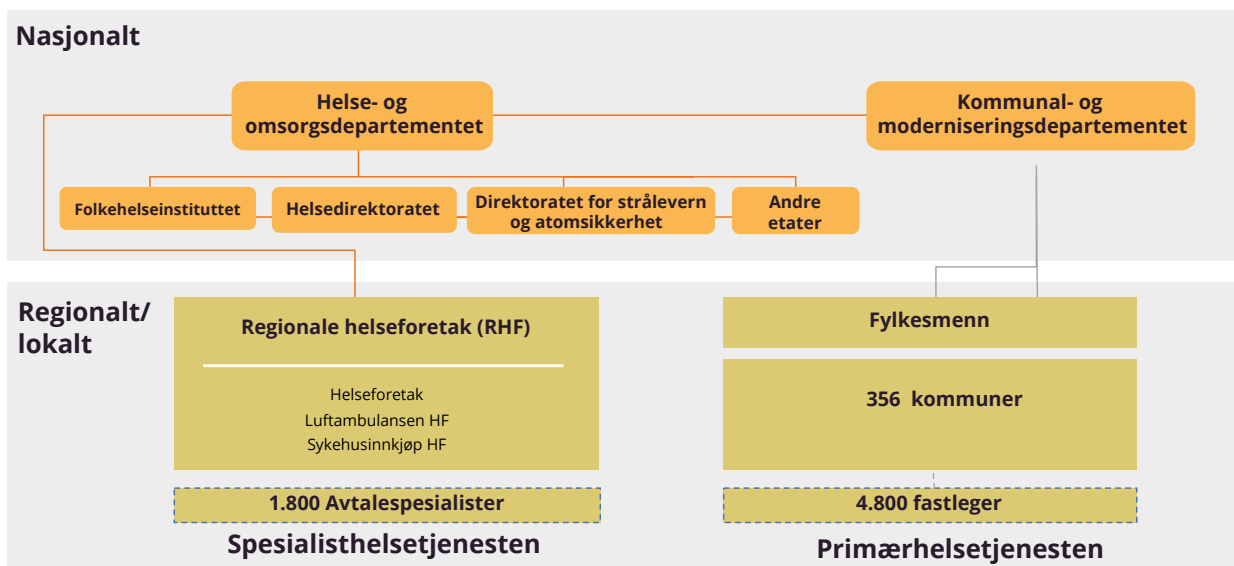 Nasjonalt
Helse- og
omsorgsdepartementet
Kommunal- og
moderniseringsdepartementet
Folkehelseinstituttet
Helsedirektoratet
Direktoratet for strålevern
og atomsikkerhet
Andre
etater
Regionalt/
lokalt
Regionale helseforetak (RHF)
Helseforetak
Luftambulansen HF
Sykehusinnkjøp HF
1.800 Avtalespesialister
Spesialisthelsetjenesten
Fylkesmenn
356 kommuner
4.800 fastleger
Primærhelsetjenesten